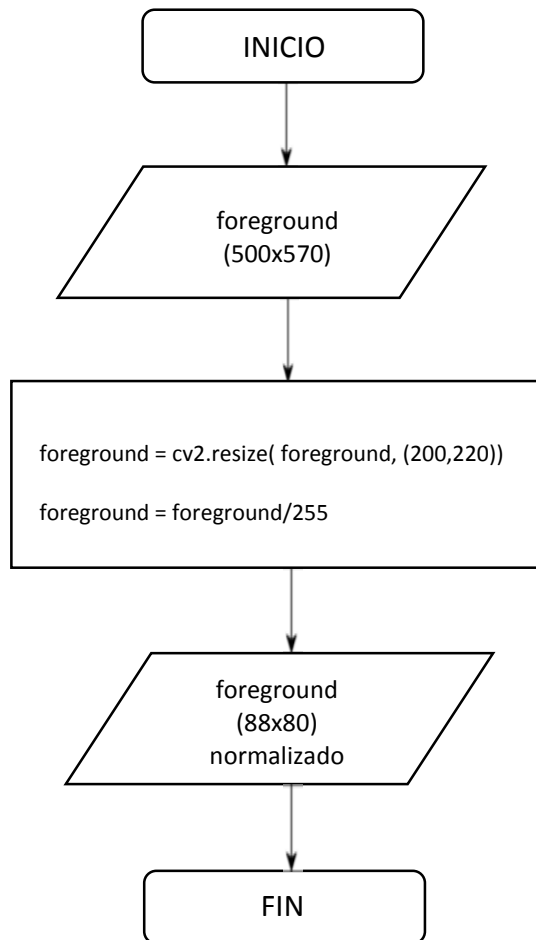 INICIO
foreground
(500x570)
foreground = cv2.resize( foreground, (200,220))
foreground = foreground/255
foreground
(88x80)
normalizado
FIN